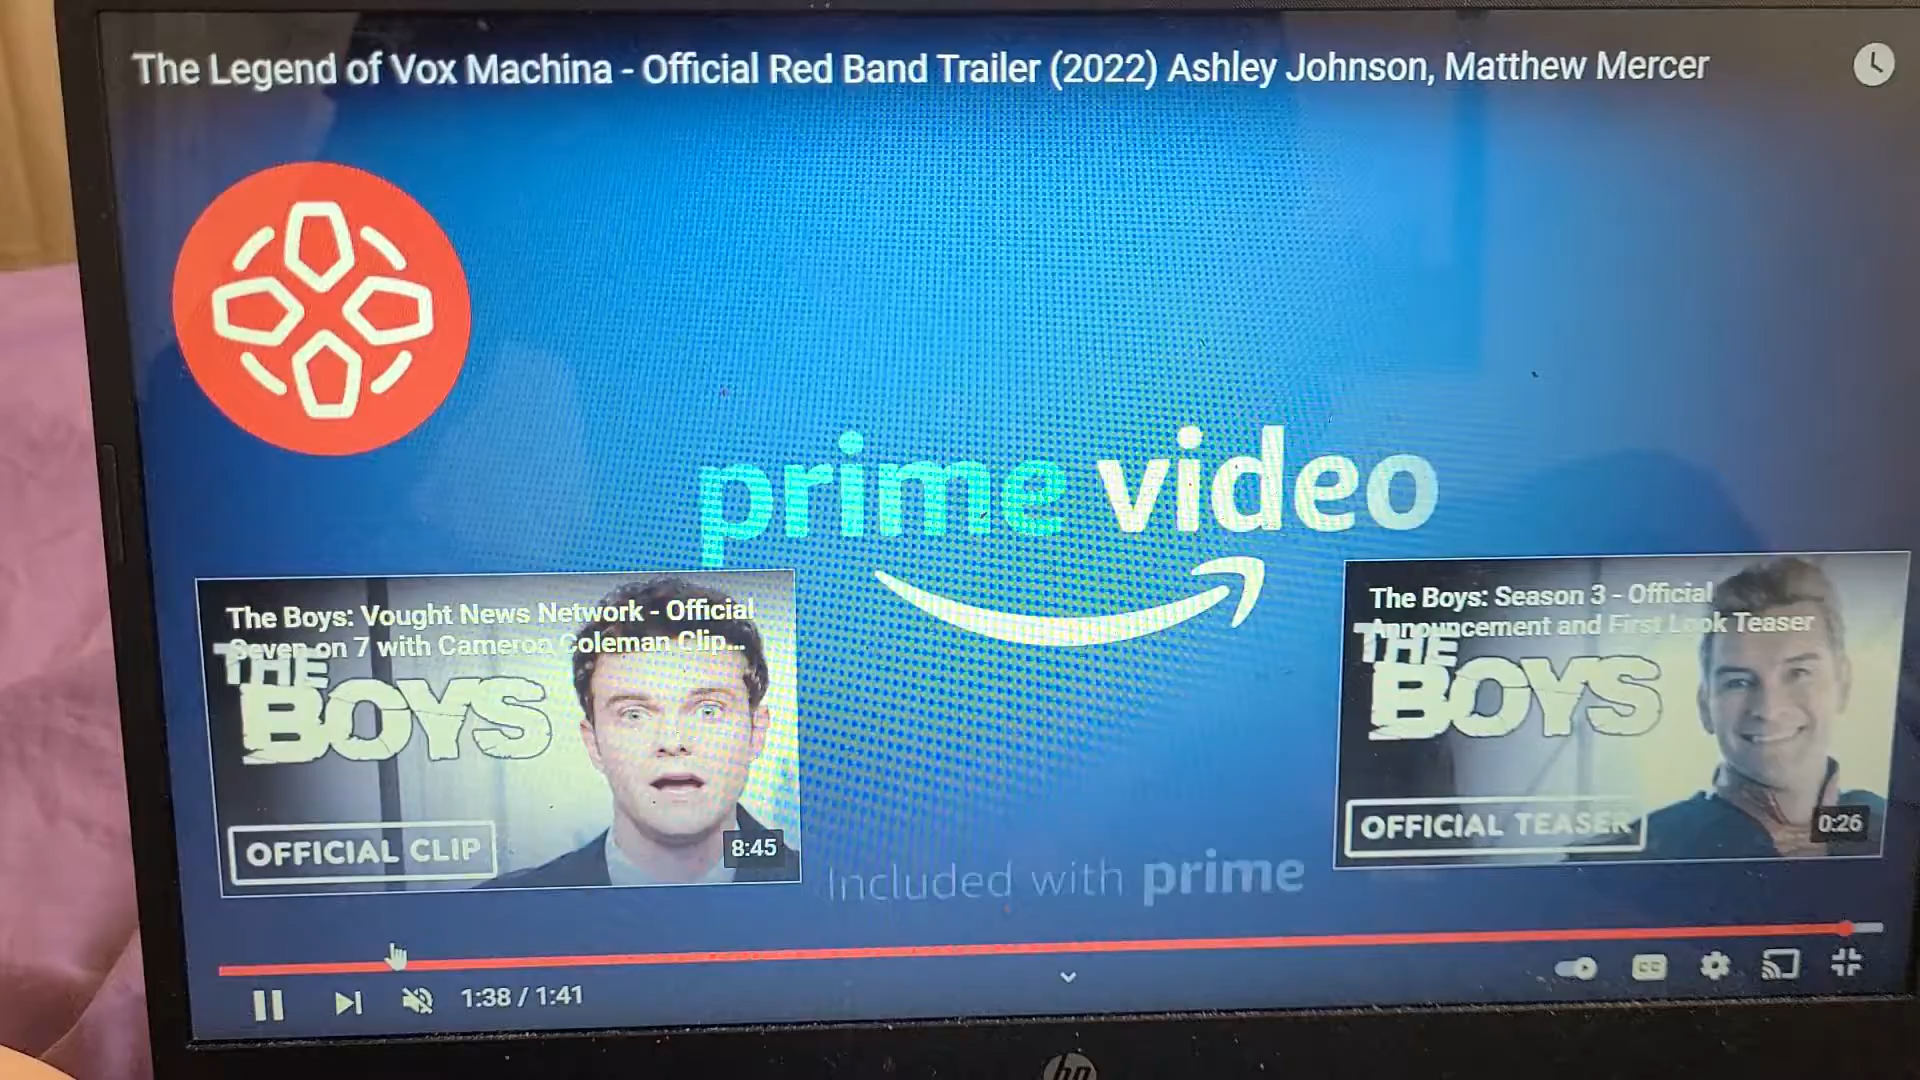 The Legend of Vox Machina - Official Red Band Trailer (2022) Ashley Johnson, Matthew Mercer
prime video
The Boys: Vought News Network - Official
Seven on 7 with Cameron Coleman Clip...
THE
BOYS
OFFICIAL CLIP
8:45
The Boys: Season 3 - Official
Announcement and First Look Teaser
THE
BOYS
OFFICIAL TEASER
0:26
Included with prime
1:38 / 1:41
CC
hp